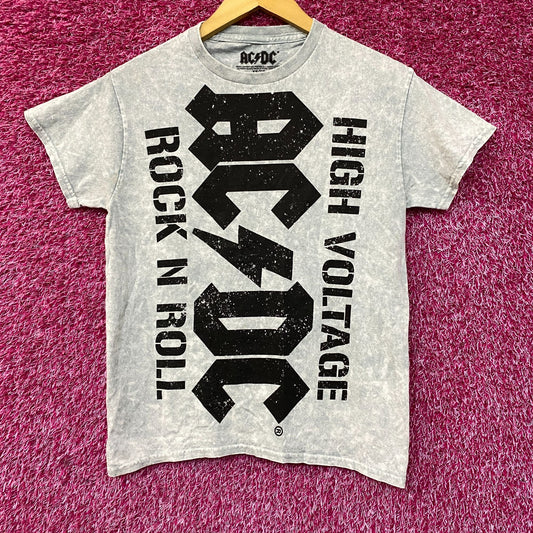 AC⚡DC
HIGH VOLTAGE
AC⚡DC
®
ROCK N ROLL